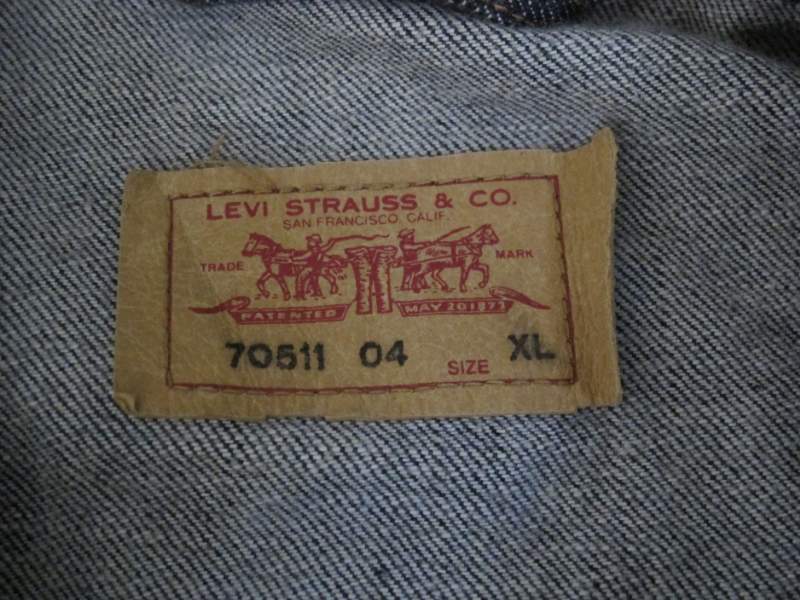 LEVI STRAUSS & CO.
SAN FRANCISCO, CALIF.
TRADE MARK
PATENTED MAY 20 1873
70511 04 SIZE XL